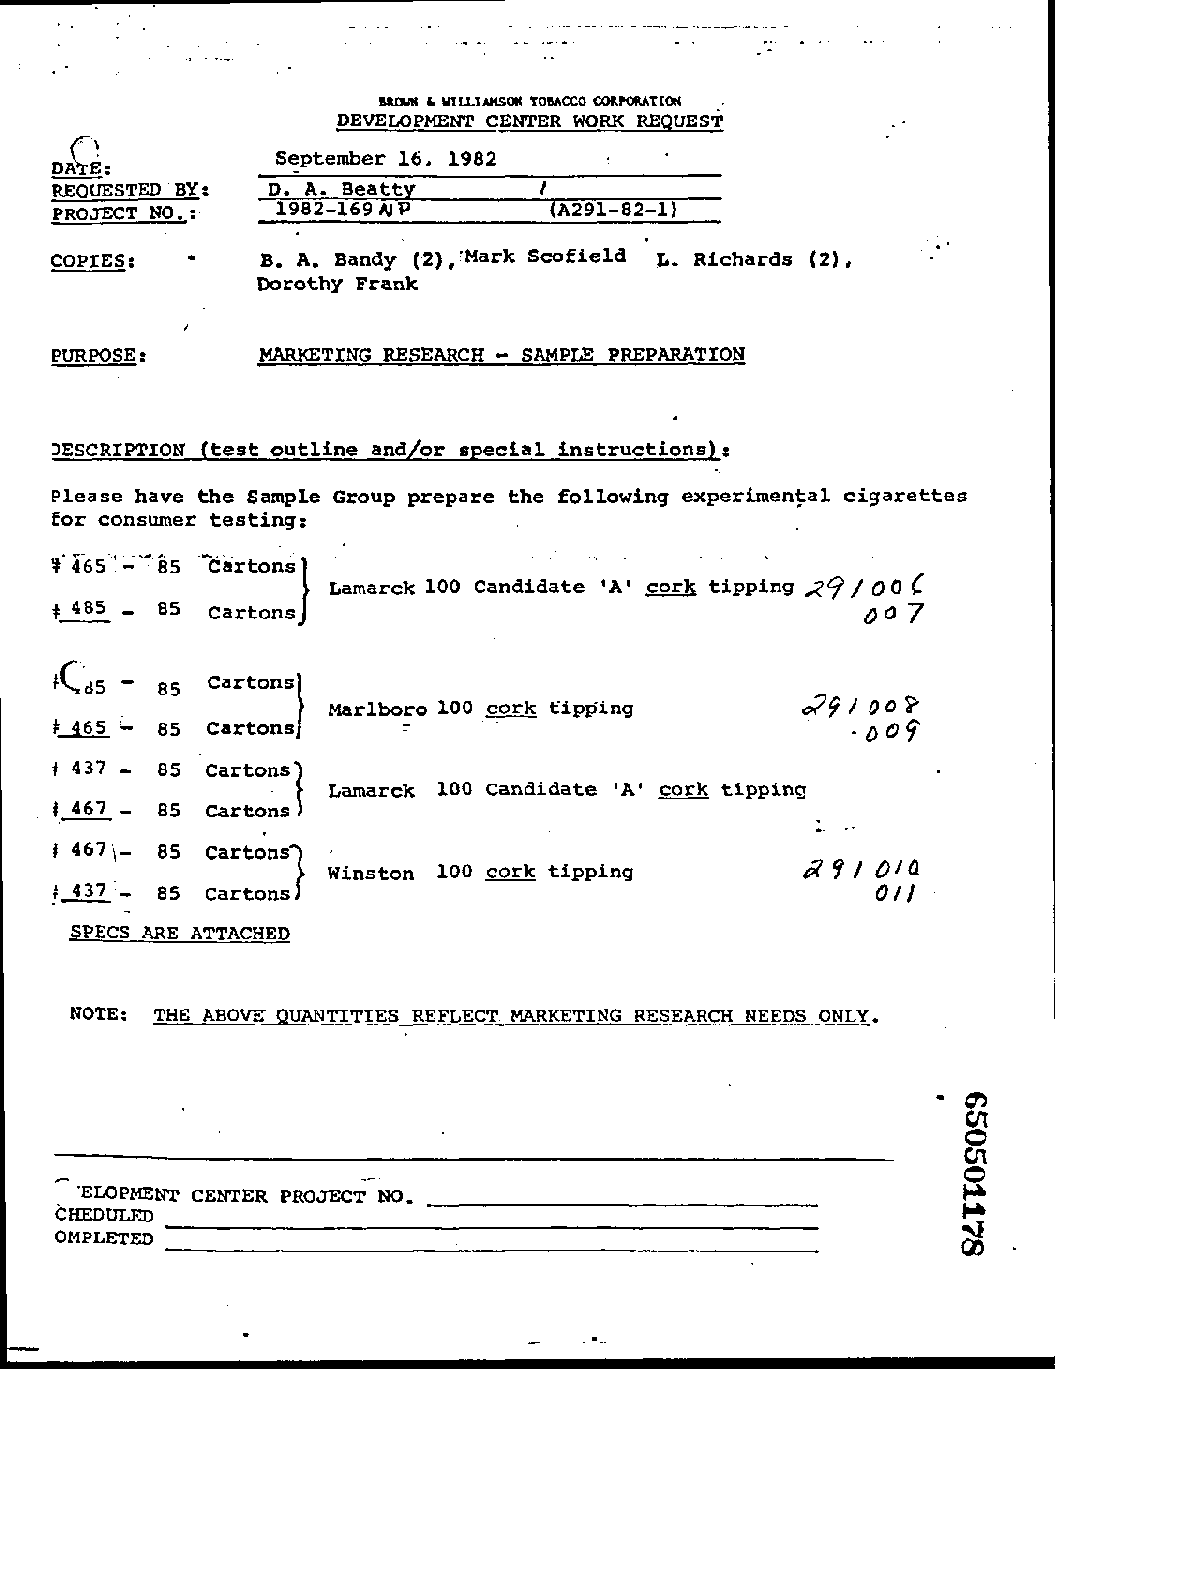 BROWN & WILLIAMSON TOBACCO CORPORATION
DEVELOPMENT CENTER WORK REQUEST
DATE: September 16, 1982
REQUESTED BY: D. A. Beatty /
PROJECT NO.: 1982-169 NP (A291-82-1)
COPIES: B. A. Bandy (2), Mark Scofield L. Richards (2),
Dorothy Frank
PURPOSE: MARKETING RESEARCH - SAMPLE PREPARATION
DESCRIPTION (test outline and/or special instructions):
Please have the Sample Group prepare the following experimental cigarettes
for consumer testing:
# 465 - 85 Cartons
Lamarck 100 Candidate 'A' cork tipping 291006
# 485 - 85 Cartons
007
85 - 85 Cartons
Marlboro 100 cork tipping 291008
# 465 - 85 Cartons
009
# 437 - 85 Cartons
Lamarck 100 Candidate 'A' cork tipping
# 467 - 85 Cartons
# 467 - 85 Cartons
Winston 100 cork tipping 291010
# 437 - 85 Cartons
011
SPECS ARE ATTACHED
NOTE: THE ABOVE QUANTITIES REFLECT MARKETING RESEARCH NEEDS ONLY.
650501178
ELOPMENT CENTER PROJECT NO.
CHEDULED
OMPLETED